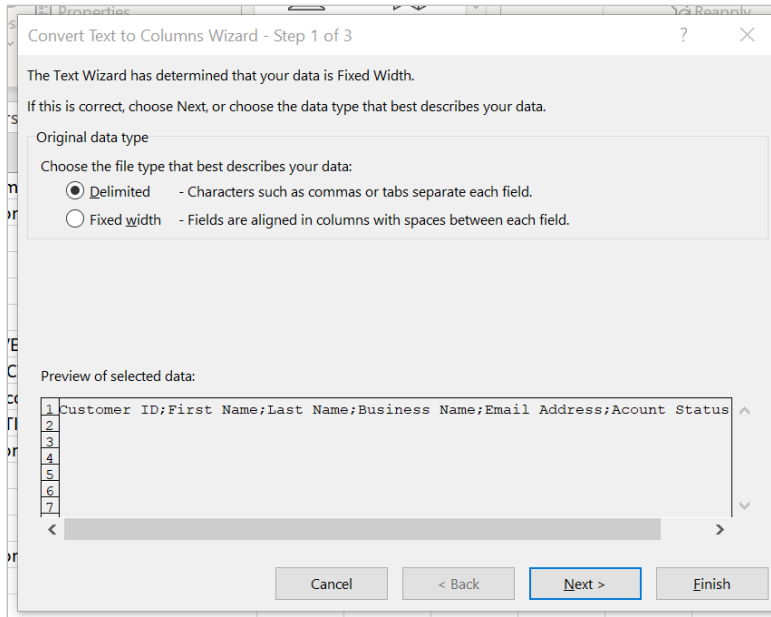 Properties
Reapply
Convert Text to Columns Wizard - Step 1 of 3
?
The Text Wizard has determined that your data is Fixed Width.
If this is correct, choose Next, or choose the data type that best describes your data.
Original data type
Choose the file type that best describes your data:
Delimited - Characters such as commas or tabs separate each field.
Fixed width - Fields are aligned in columns with spaces between each field.
Preview of selected data:
1 Customer ID;First Name;Last Name;Business Name;Email Address;Acount Status
2
3
4
5
6
7
Cancel < Back Next > Finish